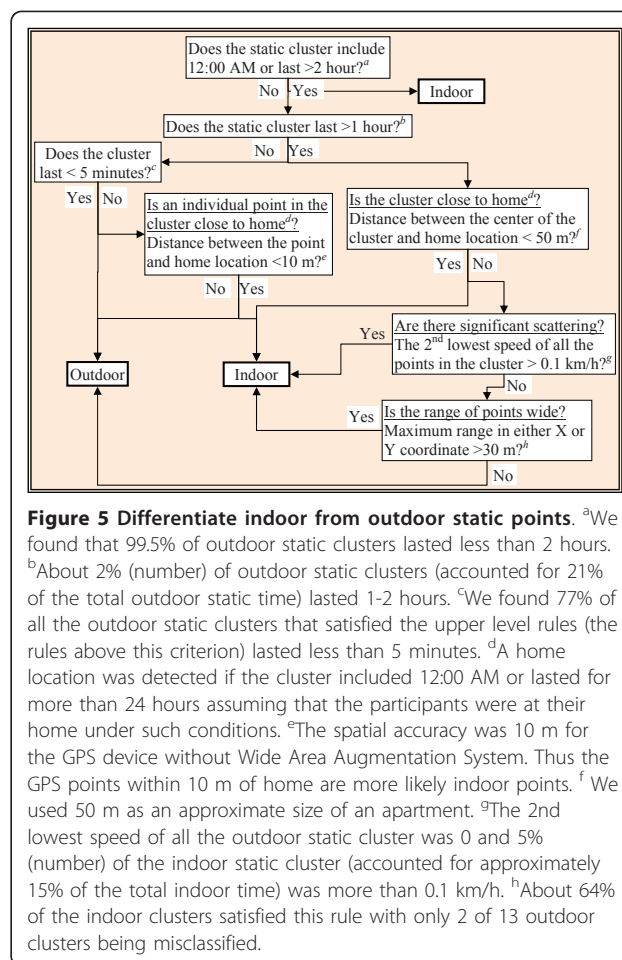 Does the static cluster include
12:00 AM or last >2 hour?a
No Yes
Indoor
Does the static cluster last >1 hour?b
No Yes
Does the cluster
last < 5 minutes?c
Yes No
Is an individual point in the
cluster close to homed?
Distance between the point
and home location <10 m?e
No Yes
Is the cluster close to homed?
Distance between the center of the
cluster and home location < 50 m?f
Yes No
Are there significant scattering?
The 2nd lowest speed of all the
points in the cluster > 0.1 km/h?g
Yes
No
Outdoor
Indoor
Is the range of points wide?
Maximum range in either X or
Y coordinate >30 m?h
Yes
No
Figure 5 Differentiate indoor from outdoor static points. aWe
found that 99.5% of outdoor static clusters lasted less than 2 hours.
bAbout 2% (number) of outdoor static clusters (accounted for 21%
of the total outdoor static time) lasted 1-2 hours. cWe found 77% of
all the outdoor static clusters that satisfied the upper level rules (the
rules above this criterion) lasted less than 5 minutes. dA home
location was detected if the cluster included 12:00 AM or lasted for
more than 24 hours assuming that the participants were at their
home under such conditions. eThe spatial accuracy was 10 m for
the GPS device without Wide Area Augmentation System. Thus the
GPS points within 10 m of home are more likely indoor points. f We
used 50 m as an approximate size of an apartment. gThe 2nd
lowest speed of all the outdoor static cluster was 0 and 5%
(number) of the indoor static cluster (accounted for approximately
15% of the total indoor time) was more than 0.1 km/h. hAbout 64%
of the indoor clusters satisfied this rule with only 2 of 13 outdoor
clusters being misclassified.